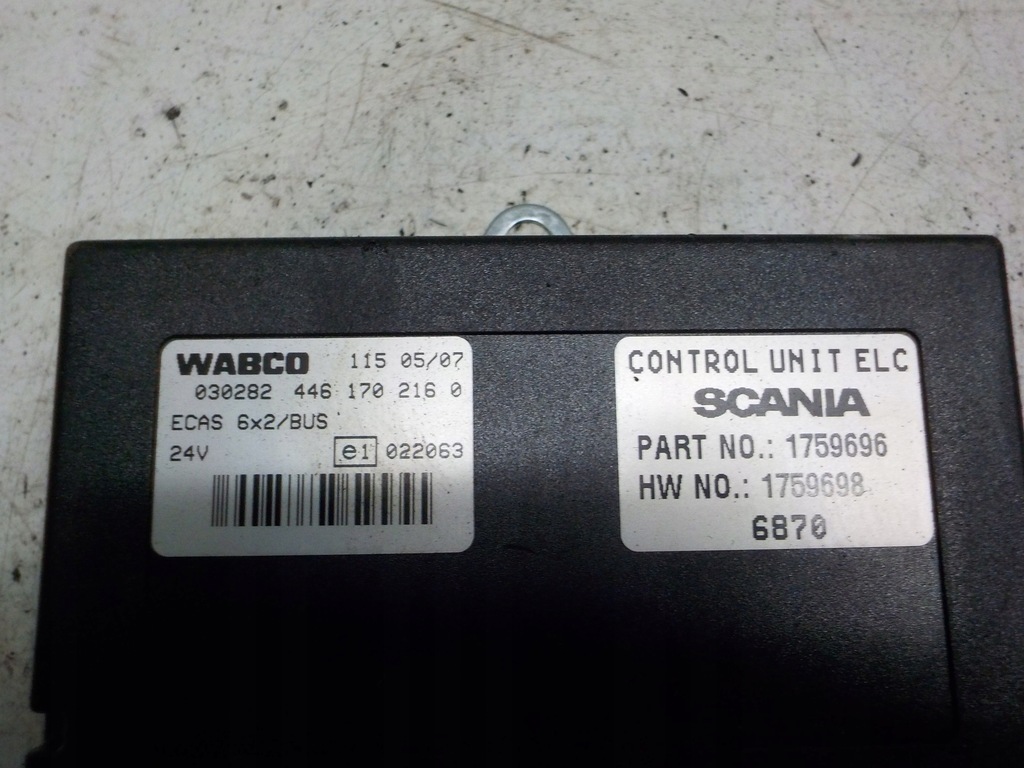 WABCO 115 05/07
030282 446 170 216 0
ECAS 6x2/BUS
24V e1 022063
CONTROL UNIT ELC
SCANIA
PART NO.: 1759696
HW NO.: 1759698
6870